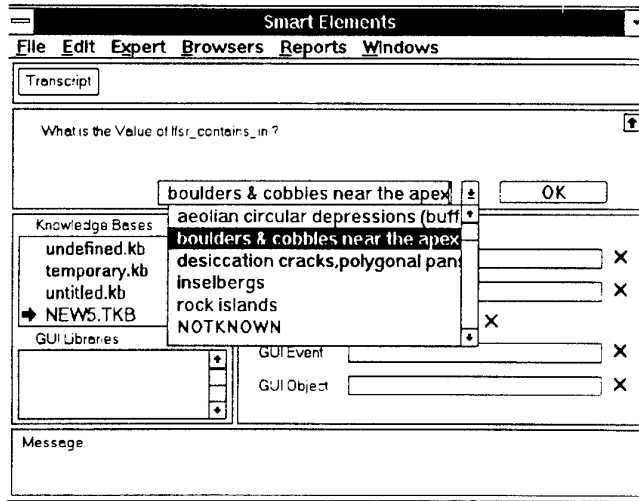 Smart Elements
File Edit Expert Browsers Reports Windows
Transcript
What is the Value of lfsr_contains_in ?
boulders & cobbles near the apex OK
aeolian circular depressions (buff
boulders & cobbles near the apex
desiccation cracks,polygonal pans
inselbergs
rock islands
NOTKNOWN
Knowledge Bases
undefined.kb
temporary.kb
untitled.kb
NEW5.TKB
GUI Libraries
GUI Event
GUI Object
Message